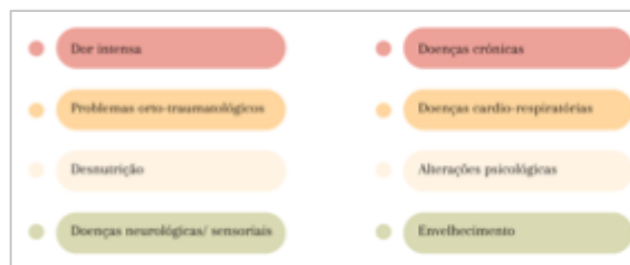 Dor intensa
Doenças crónicas
Problemas orto-traumatológicos
Doenças cardio-respiratórias
Desnutrição
Alterações psicológicas
Doenças neurológicas/ sensoriais
Envelhecimento